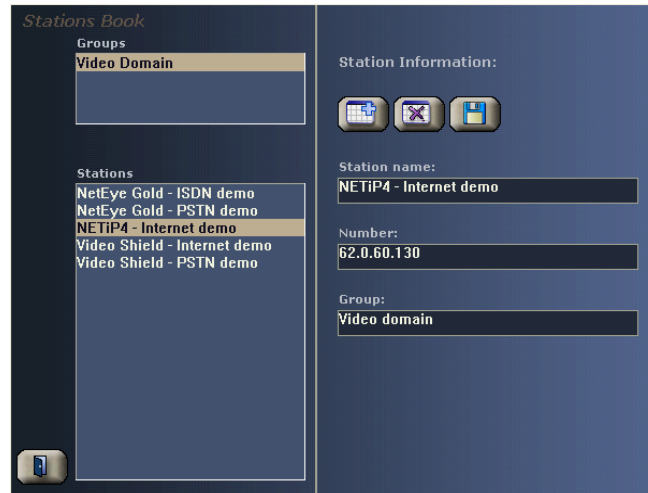 Stations Book
Groups
Video Domain
Stations
NetEye Gold - ISDN demo
NetEye Gold - PSTN demo
NETiP4 - Internet demo
Video Shield - Internet demo
Video Shield - PSTN demo
Station Information:
Station name:
NETiP4 - Internet demo
Number:
62.0.60.130
Group:
Video domain